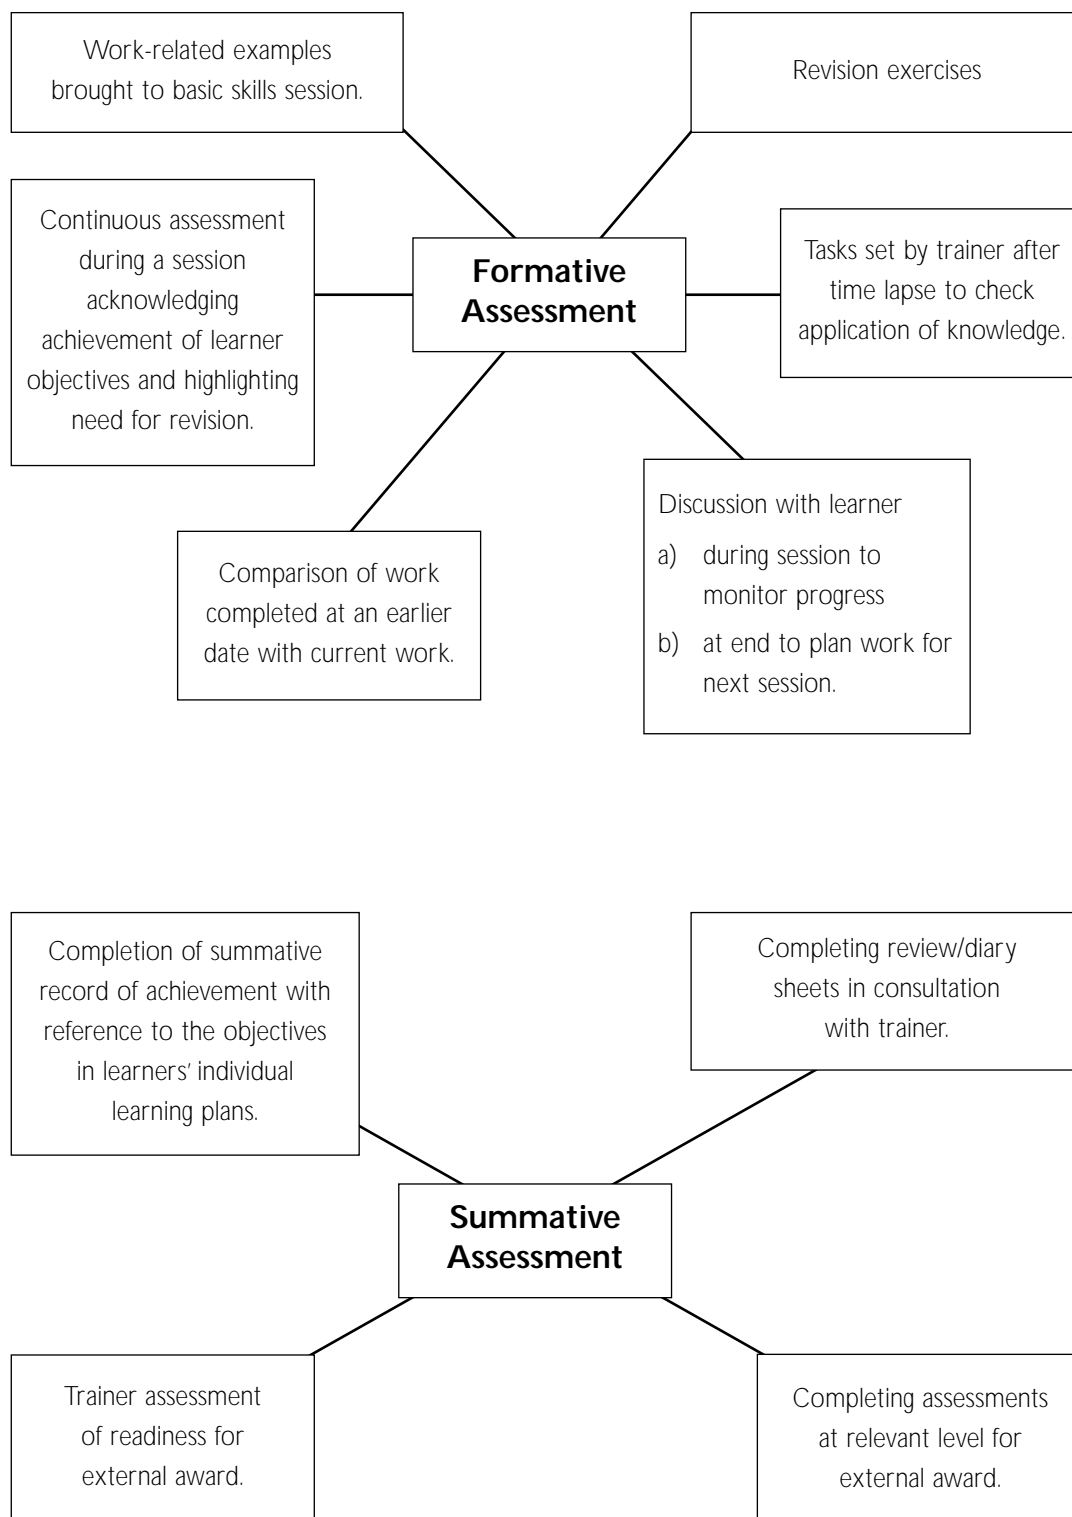 Work-related examples
brought to basic skills session.
Revision exercises
Continuous assessment
during a session
acknowledging
achievement of learner
objectives and highlighting
need for revision.
Formative
Assessment
Tasks set by trainer after
time lapse to check
application of knowledge.
Comparison of work
completed at an earlier
date with current work.
Discussion with learner
a) during session to
monitor progress
b) at end to plan work for
next session.
Completion of summative
record of achievement with
reference to the objectives
in learners' individual
learning plans.
Completing review/diary
sheets in consultation
with trainer.
Summative
Assessment
Trainer assessment
of readiness for
external award.
Completing assessments
at relevant level for
external award.